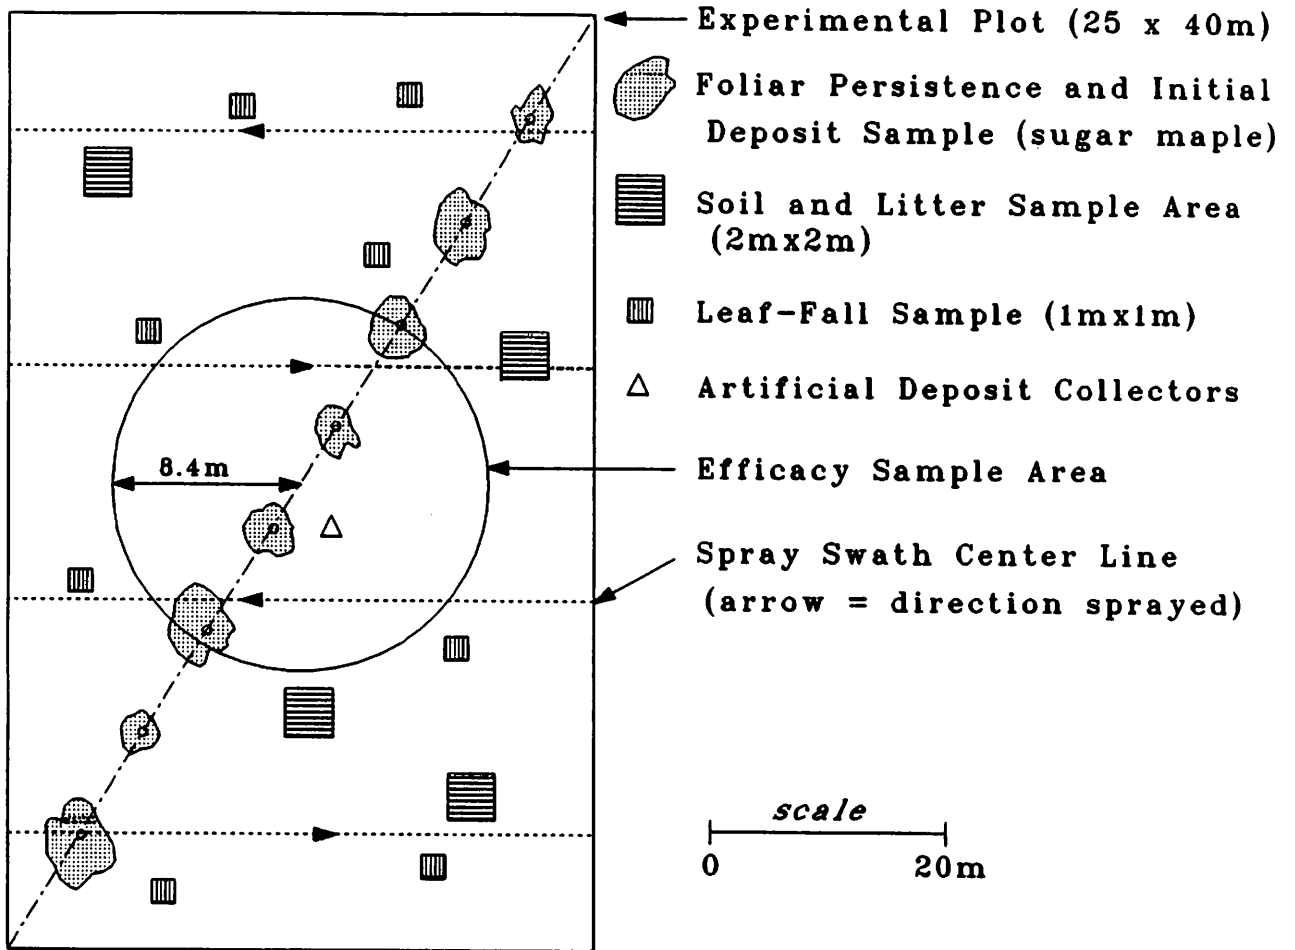 Experimental Plot (25 x 40m)
Foliar Persistence and Initial
Deposit Sample (sugar maple)
Soil and Litter Sample Area
(2mx2m)
Leaf-Fall Sample (1mx1m)
Artificial Deposit Collectors
8.4m
Efficacy Sample Area
Spray Swath Center Line
(arrow = direction sprayed)
scale
0 20m